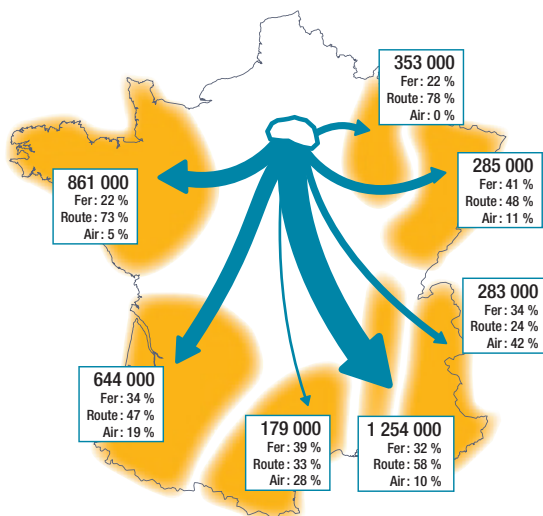 353 000
Fer : 22 %
Route : 78 %
Air : 0 %
285 000
Fer : 41 %
Route : 48 %
Air : 11 %
861 000
Fer : 22 %
Route : 73 %
Air : 5 %
283 000
Fer : 34 %
Route : 24 %
Air : 42 %
644 000
Fer : 34 %
Route : 47 %
Air : 19 %
179 000
Fer : 39 %
Route : 33 %
Air : 28 %
1 254 000
Fer : 32 %
Route : 58 %
Air : 10 %